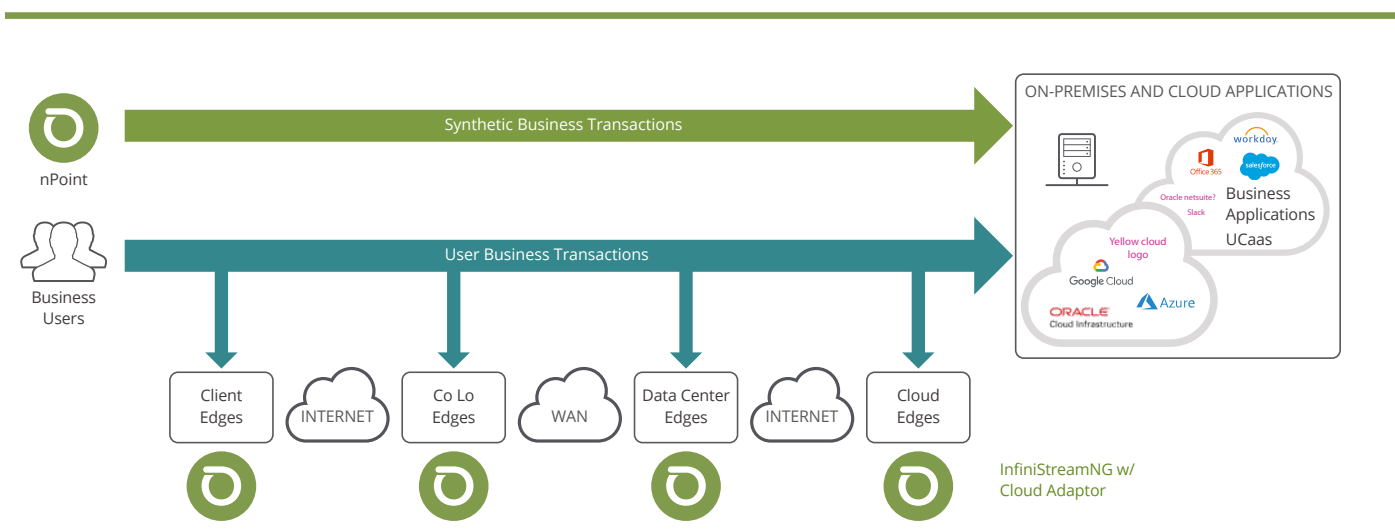 ON-PREMISES AND CLOUD APPLICATIONS
Synthetic Business Transactions
nPoint
workday.
Office 365
salesforce
Oracle netsuite?
Slack
Business
Applications
UCaas
User Business Transactions
Yellow cloud
logo
Google Cloud
Azure
ORACLE
Cloud Infrastructure
Business
Users
Client
Edges
INTERNET
Co Lo
Edges
WAN
Data Center
Edges
INTERNET
Cloud
Edges
InfiniStreamNG w/
Cloud Adaptor